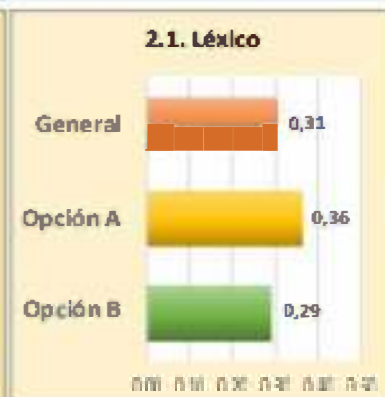 2.1. Léxico
General 0,31
Opción A 0,36
Opción B 0,29